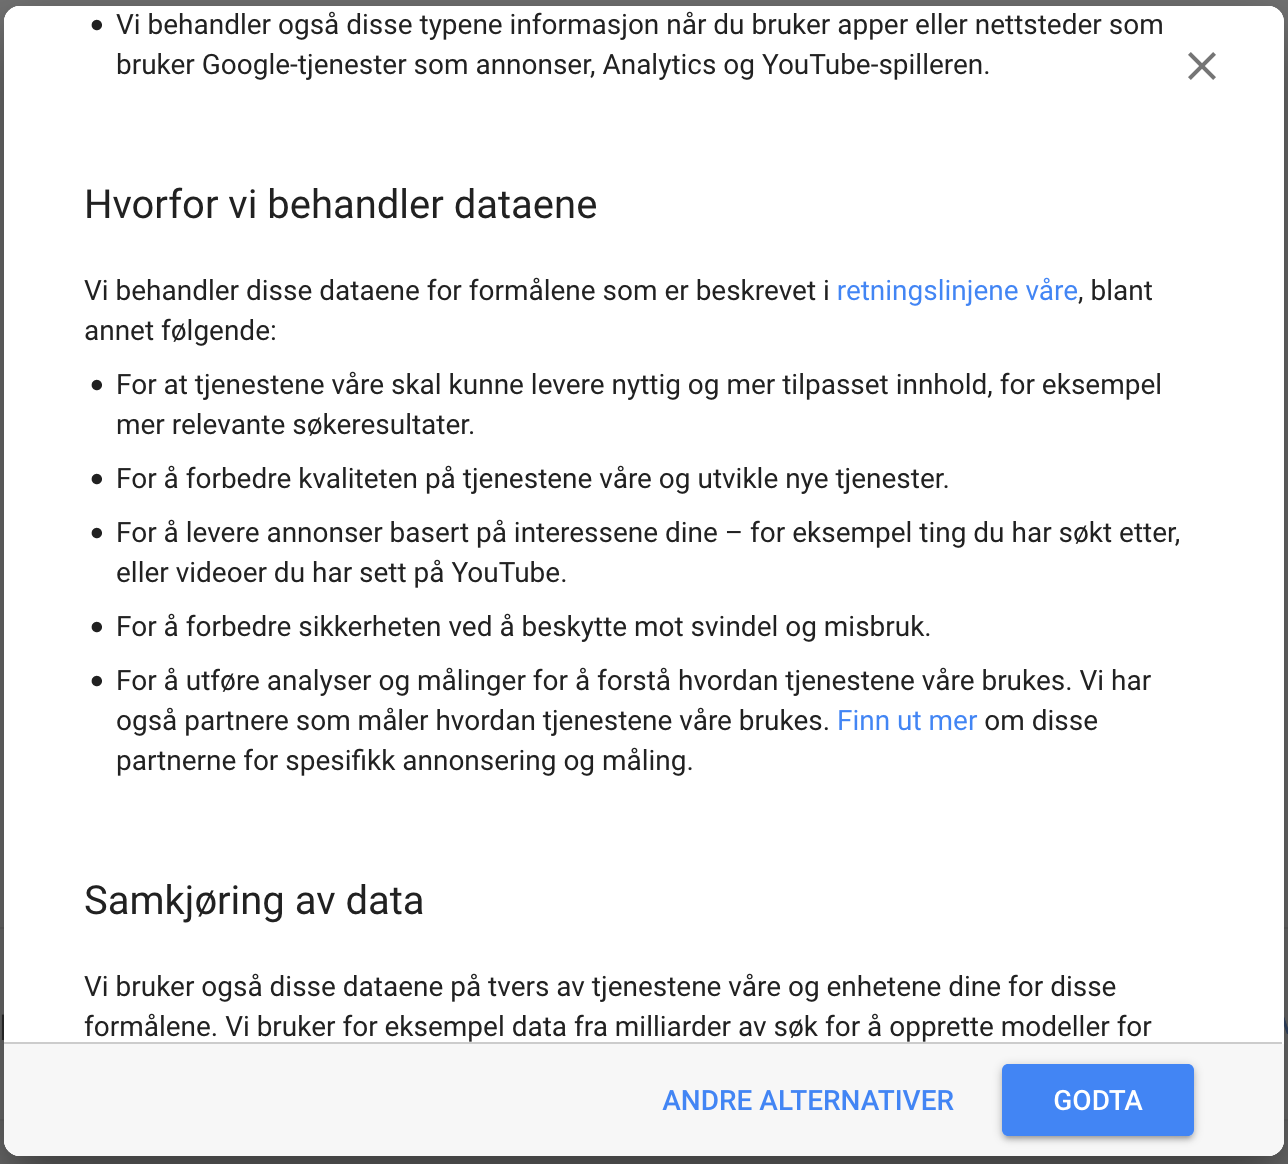 • Vi behandler også disse typene informasjon når du bruker apper eller nettsteder som
bruker Google-tjenester som annonser, Analytics og YouTube-spilleren.
Hvorfor vi behandler dataene
Vi behandler disse dataene for formålene som er beskrevet i retningslinjene våre, blant
annet følgende:
• For at tjenestene våre skal kunne levere nyttig og mer tilpasset innhold, for eksempel
mer relevante søkeresultater.
• For å forbedre kvaliteten på tjenestene våre og utvikle nye tjenester.
• For å levere annonser basert på interessene dine – for eksempel ting du har søkt etter,
eller videoer du har sett på YouTube.
• For å forbedre sikkerheten ved å beskytte mot svindel og misbruk.
• For å utføre analyser og målinger for å forstå hvordan tjenestene våre brukes. Vi har
også partnere som måler hvordan tjenestene våre brukes. Finn ut mer om disse
partnerne for spesifikk annonsering og måling.
Samkjøring av data
Vi bruker også disse dataene på tvers av tjenestene våre og enhetene dine for disse
formålene. Vi bruker for eksempel data fra milliarder av søk for å opprette modeller for
ANDRE ALTERNATIVER GODTA